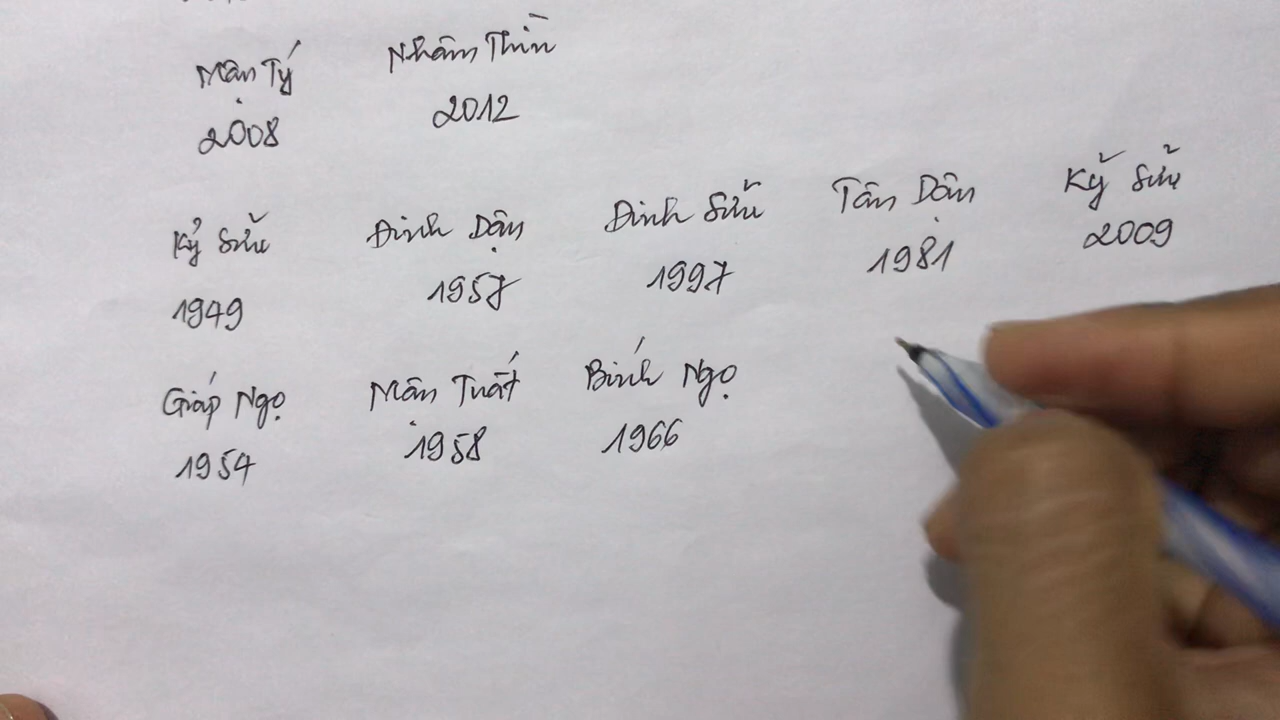 Mậu Tý Nhâm Thìn
2008 2012
Kỷ Sửu Đinh Dậu Đinh Sửu Tân Dậu Kỷ Sửu
1949 1957 1997 1981 2009
Giáp Ngọ Mậu Tuất Bính Ngọ
1954 1958 1966